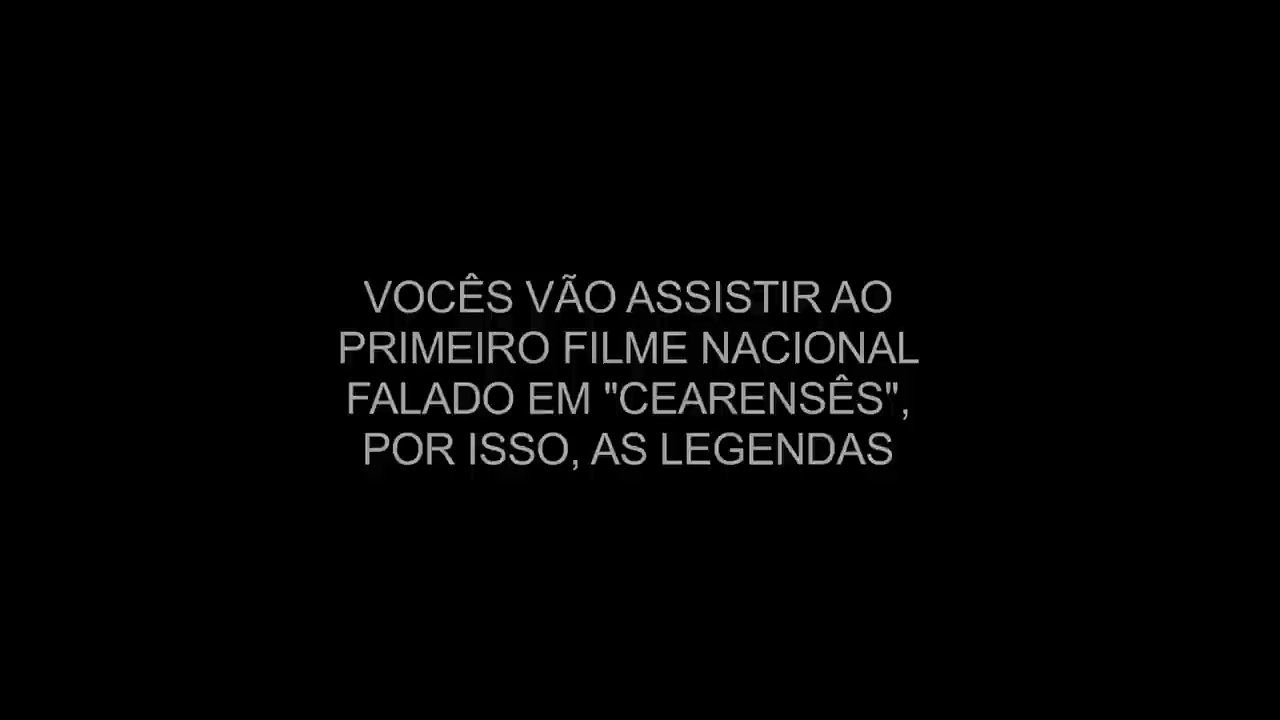 VOCÊS VÃO ASSISTIR AO
PRIMEIRO FILME NACIONAL
FALADO EM "CEARENSÊS",
POR ISSO, AS LEGENDAS